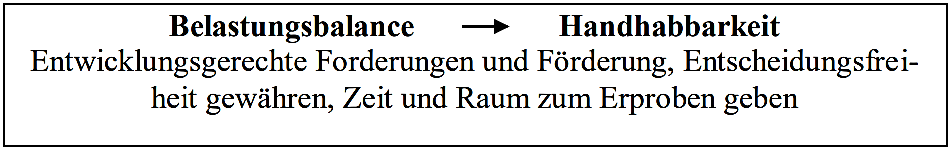 Belastungsbalance → Handhabbarkeit
Entwicklungsgerechte Forderungen und Förderung, Entscheidungsfrei-
heit gewähren, Zeit und Raum zum Erproben geben